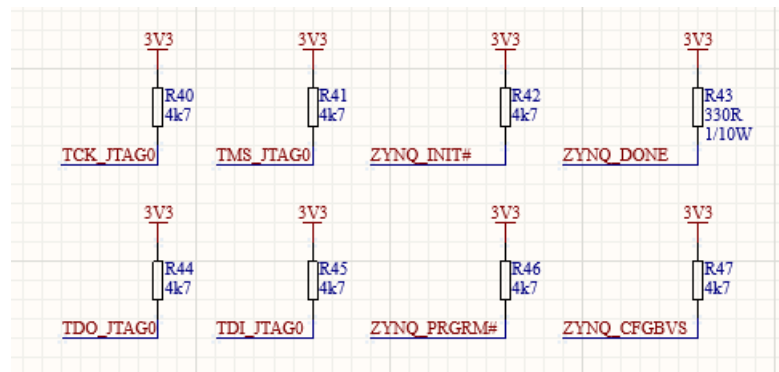 3V3 3V3 3V3 3V3
R40 R41 R42 R43
4k7 4k7 4k7 330R
1/10W
TCK_JTAG0 TMS_JTAG0 ZYNQ_INIT# ZYNQ_DONE
3V3 3V3 3V3 3V3
R44 R45 R46 R47
4k7 4k7 4k7 4k7
TDO_JTAG0 TDI_JTAG0 ZYNQ_PRGRM# ZYNQ_CFGBVS